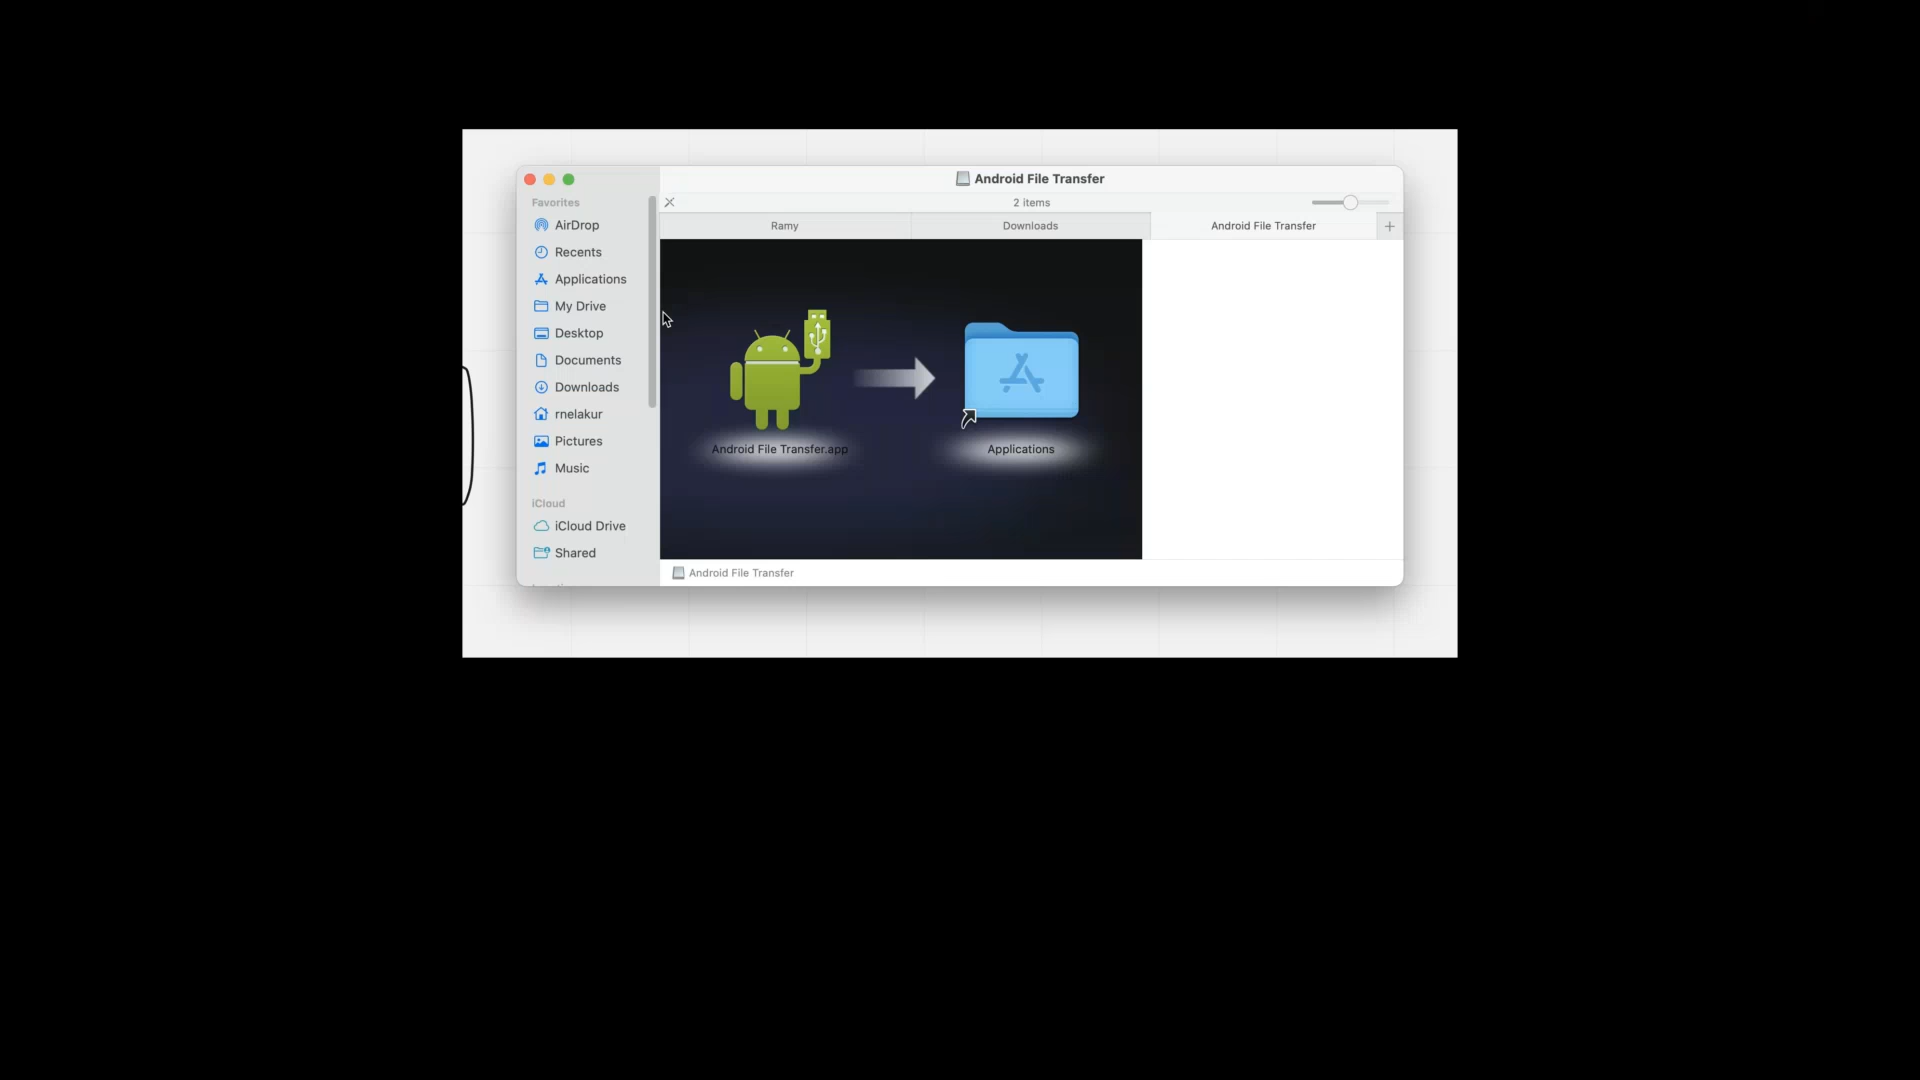 Android File Transfer
Favorites
2 items
AirDrop
Ramy
Downloads
Android File Transfer
Recents
Applications
My Drive
Desktop
Documents
Downloads
rnelakur
Pictures
Music
Android File Transfer.app
Applications
iCloud
iCloud Drive
Shared
Android File Transfer